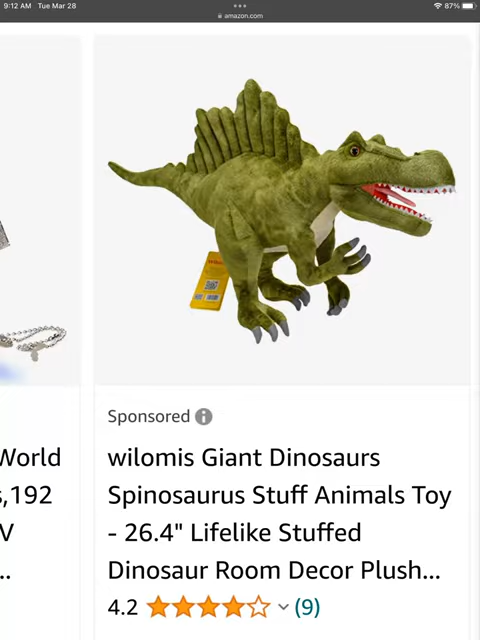 9:12 AM Tue Mar 28
87%
amazon.com
Sponsored
World
,192
V
..
wilomis Giant Dinosaurs
Spinosaurus Stuff Animals Toy
- 26.4" Lifelike Stuffed
Dinosaur Room Decor Plush...
4.2
(9)